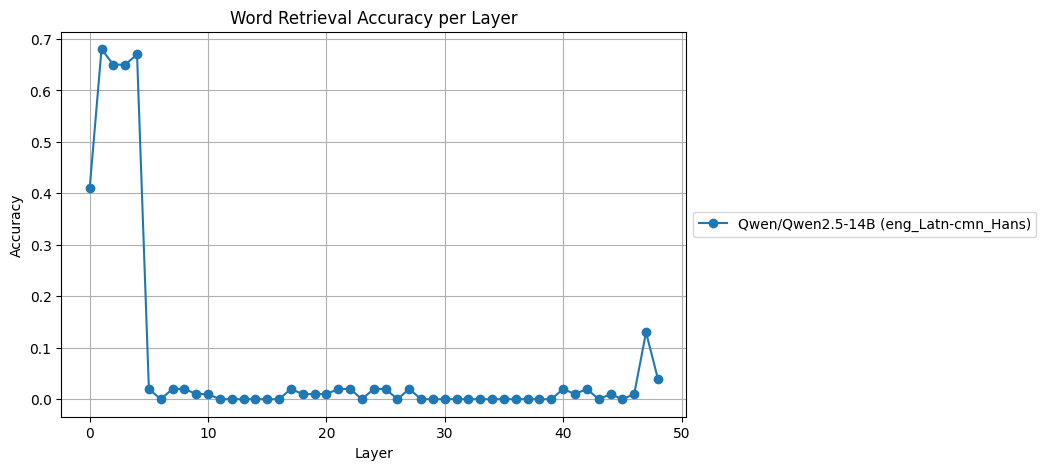 Word Retrieval Accuracy per Layer
0.7
0.6
0.5
0.4
0.3
0.2
0.1
0.0
Accuracy
0 10 20 30 40 50
Layer
Qwen/Qwen2.5-14B (eng_Latn-cmn_Hans)